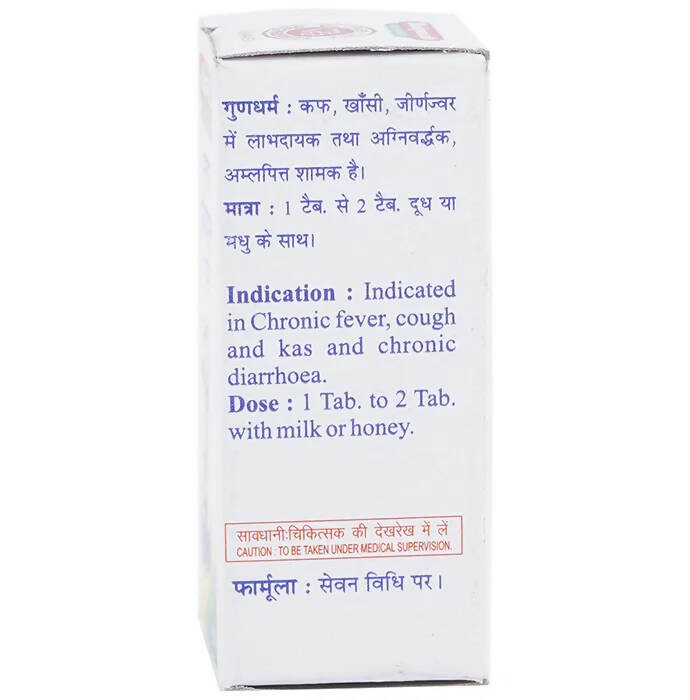 गुणधर्म : कफ, खाँसी, जीर्णज्वर
में लाभदायक तथा अग्निवर्द्धक,
अम्लपित्त शामक है।
मात्रा : 1 टैब. से 2 टैब. दूध या
मधु के साथ।
Indication : Indicated
in Chronic fever, cough
and kas and chronic
diarrhoea.
Dose : 1 Tab. to 2 Tab.
with milk or honey.
सावधानी:चिकित्सक की देखरेख में लें
CAUTION : TO BE TAKEN UNDER MEDICAL SUPERVISION.
फार्मूला : सेवन विधि पर।